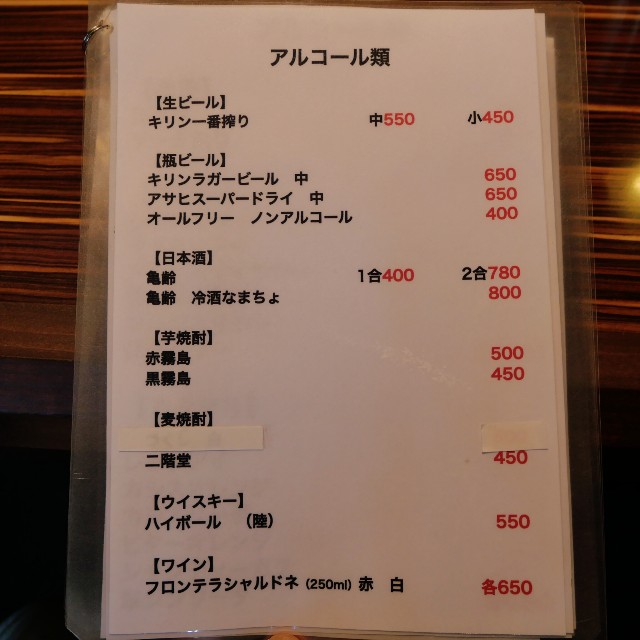 アルコール類
【生ビール】
キリン一番搾り 中550 小450
【瓶ビール】
キリンラガービール 中 650
アサヒスーパードライ 中 650
オールフリー ノンアルコール 400
【日本酒】
亀齢 1合400 2合780
亀齢 冷酒なまちょ 800
【芋焼酎】
赤霧島 500
黒霧島 450
【麦焼酎】
二階堂 450
【ウイスキー】
ハイボール (陸) 550
【ワイン】
フロンテラシャルドネ (250ml) 赤 白 各650